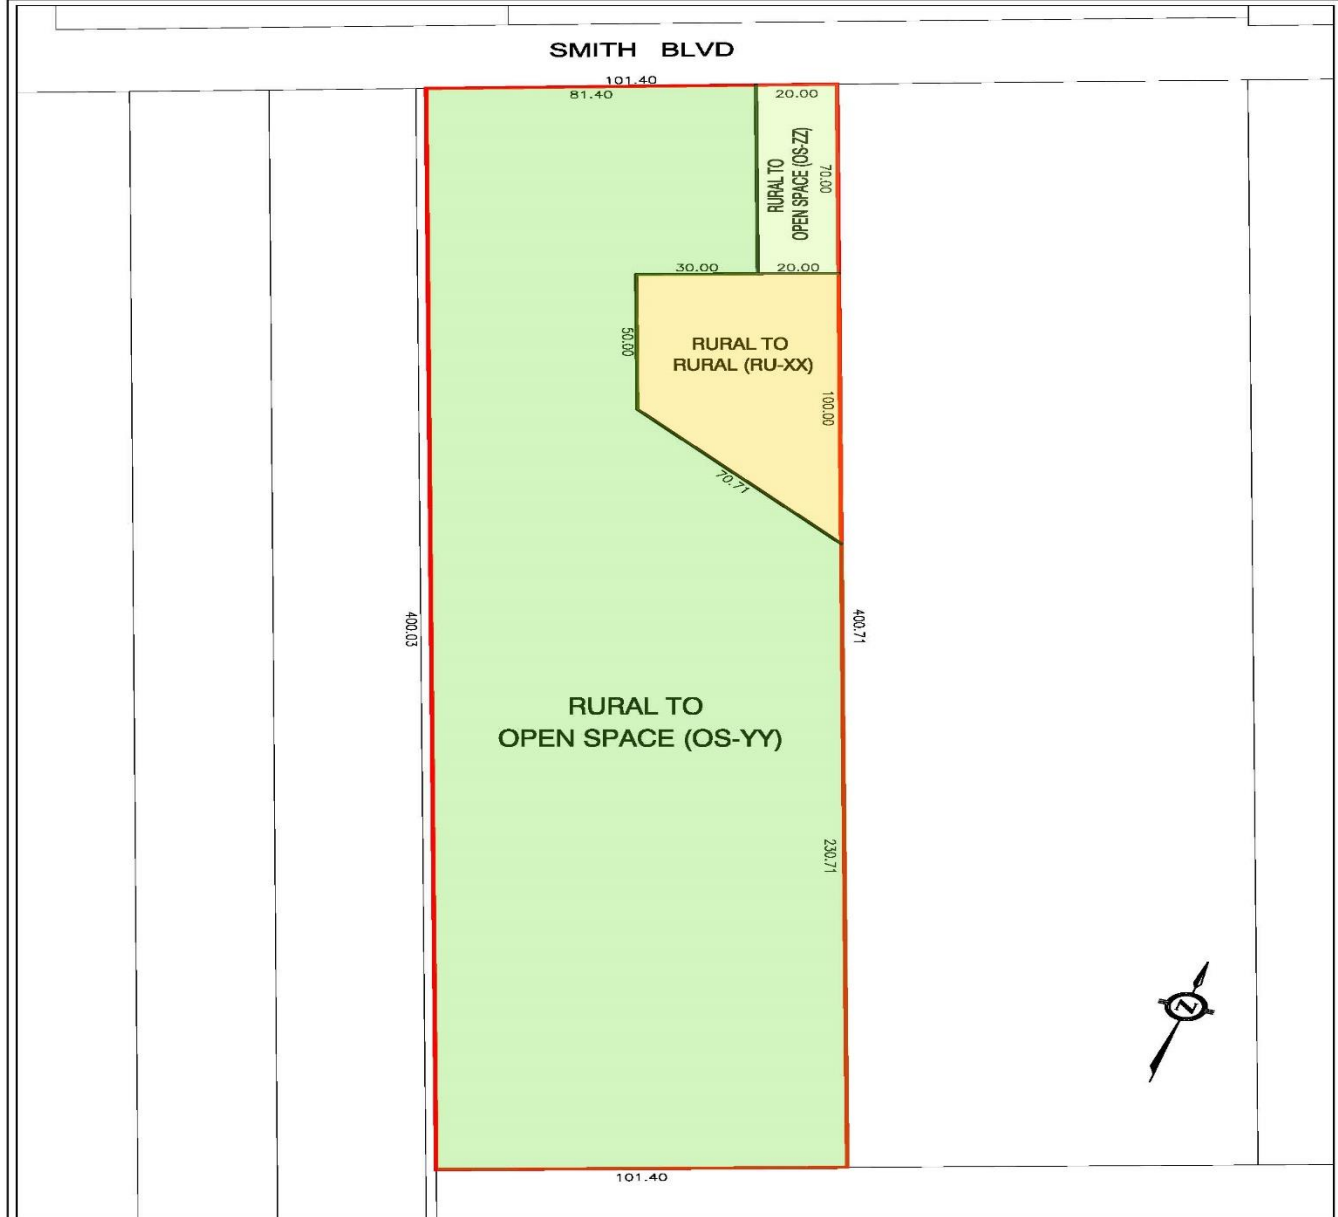 SMITH BLVD
101.40
81.40
20.00
RURAL TO
OPEN SPACE (OS-ZZ)
70.00
30.00
20.00
50.00
RURAL TO
RURAL (RU-XX)
100.00
70.71
400.03
400.71
RURAL TO
OPEN SPACE (OS-YY)
230.71
N
101.40